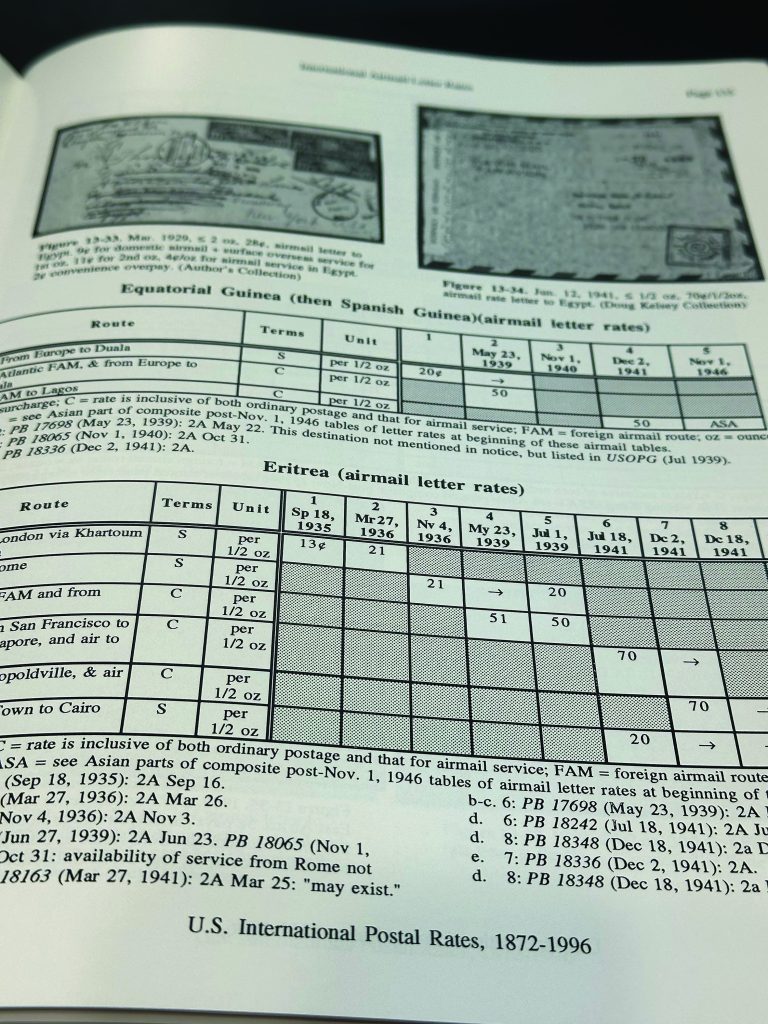 International Airmail Letter Rates
Page
Figure 13-33. Mar. 1929, ≤ 2 oz, 28¢, airmail letter to
Egypt. 9¢ for domestic airmail + surface overseas service for
1st oz, 11¢ for 2nd oz, 4¢/oz for airmail service in Egypt.
2¢ convenience overpay. (Author's Collection)
Figure 13-34. Jun. 12, 1941, ≤ 1/2 oz, 70¢/1/2oz,
airmail rate letter to Egypt. (Doug Kelsey Collection)
Equatorial Guinea (then Spanish Guinea)(airmail letter rates)
Route Terms Unit 1 2 May 23, 1939 3 Nov 1, 1940 4 Dec 2, 1941 5 Nov 1, 1946
From Europe to Duala S per 1/2 oz 20¢ →
Atlantic FAM, & from Europe to C per 1/2 oz 50
ala
AM to Lagos C per 1/2 oz 50 ASA
surcharge; C = rate is inclusive of both ordinary postage and that for airmail service; FAM = foreign airmail route; oz = ounc
= see Asian part of composite post-Nov. 1, 1946 tables of letter rates at beginning of these airmail tables.
: PB 17698 (May 23, 1939): 2A May 22. This destination not mentioned in notice, but listed in USOPG (Jul 1939).
: PB 18065 (Nov 1, 1940): 2A Oct 31.
PB 18336 (Dec 2, 1941): 2A.
Eritrea (airmail letter rates)
Route Terms Unit 1 Sp 18, 1935 2 Mr 27, 1936 3 Nv 4, 1936 4 My 23, 1939 5 Jul 1, 1939 6 Jul 18, 1941 7 Dc 2, 1941 8 Dc 18, 1941
ondon via Khartoum S per 1/2 oz 13¢ 21
ome S per 1/2 oz 21 → 20
FAM and from C per 1/2 oz 51 50
San Francisco to C per 1/2 oz 70 →
apore, and air to
opoldville, & air C per 1/2 oz 70
own to Cairo S per 1/2 oz 20 →
C = rate is inclusive of both ordinary postage and that for airmail service; FAM = foreign airmail route
ASA = see Asian parts of composite post-Nov. 1, 1946 tables of airmail letter rates at beginning of
(Sep 18, 1935): 2A Sep 16.
(Mar 27, 1936): 2A Mar 26.
Nov 4, 1936): 2A Nov 3.
Jun 27, 1939): 2A Jun 23. PB 18065 (Nov 1,
Oct 31: availability of service from Rome not
18163 (Mar 27, 1941): 2A Mar 25: "may exist."
b-c. 6: PB 17698 (May 23, 1939): 2A
d. 6: PB 18242 (Jul 18, 1941): 2A Ju
d. 8: PB 18348 (Dec 18, 1941): 2a D
e. 7: PB 18336 (Dec 2, 1941): 2A.
d. 8: PB 18348 (Dec 18, 1941): 2a
U.S. International Postal Rates, 1872-1996